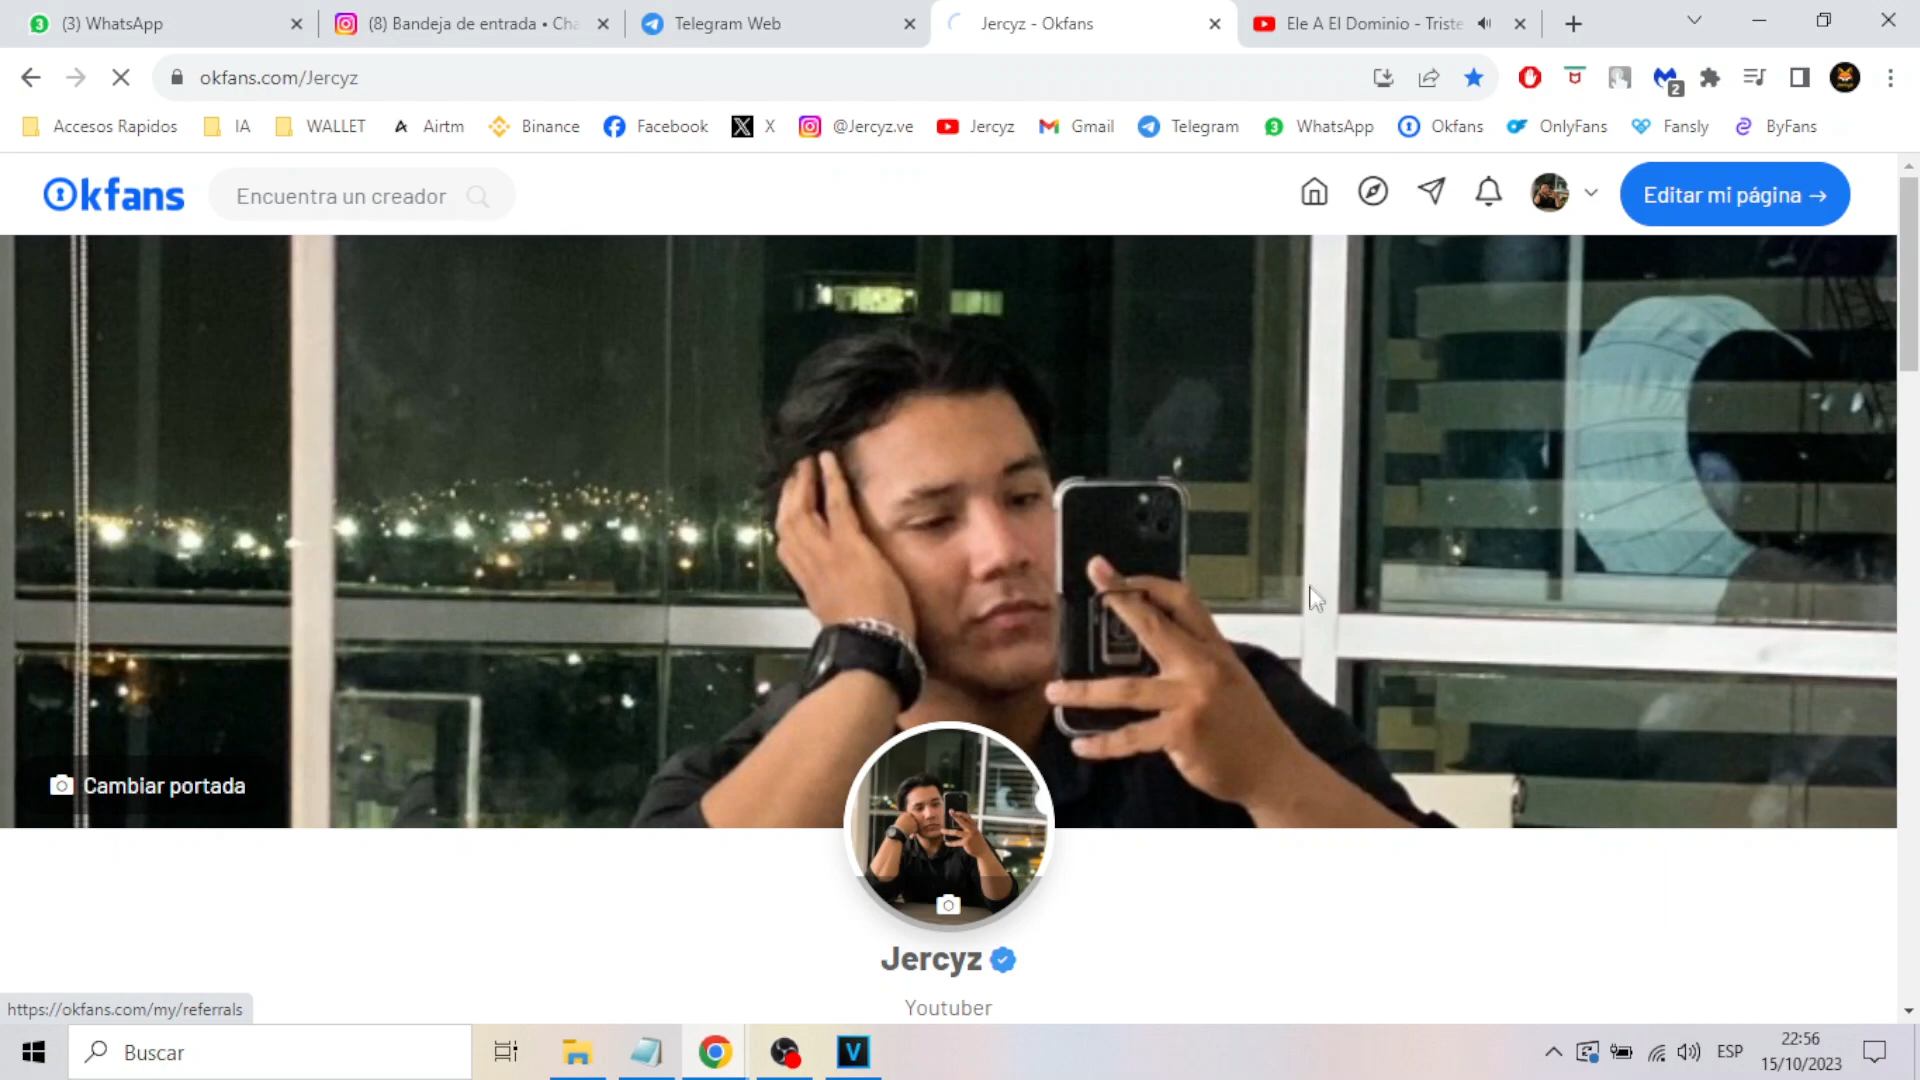 (3) WhatsApp
(8) Bandeja de entrada • Cha
Telegram Web
Jercyz - Okfans
Ele A El Dominio - Triste
okfans.com/Jercyz
2
Accesos Rapidos
IA
WALLET
Airtm
Binance
Facebook
X
@Jercyz.ve
Jercyz
Gmail
Telegram
WhatsApp
Okfans
OnlyFans
Fansly
ByFans
Okfans
Encuentra un creador
Editar mi página →
Cambiar portada
Jercyz
Youtuber
https://okfans.com/my/referrals
Buscar
V
ESP
22:56
15/10/2023